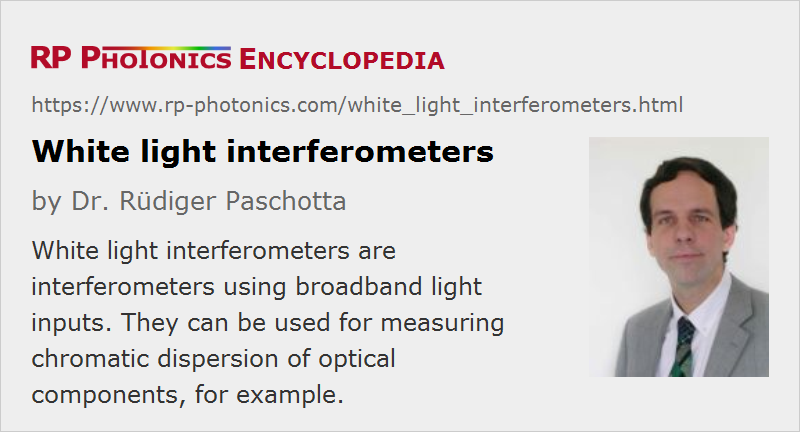 RP PHOTONICS ENCYCLOPEDIA
https://www.rp-photonics.com/white_light_interferometers.html
White light interferometers
by Dr. Rüdiger Paschotta
White light interferometers are
interferometers using broadband light
inputs. They can be used for measuring
chromatic dispersion of optical
components, for example.